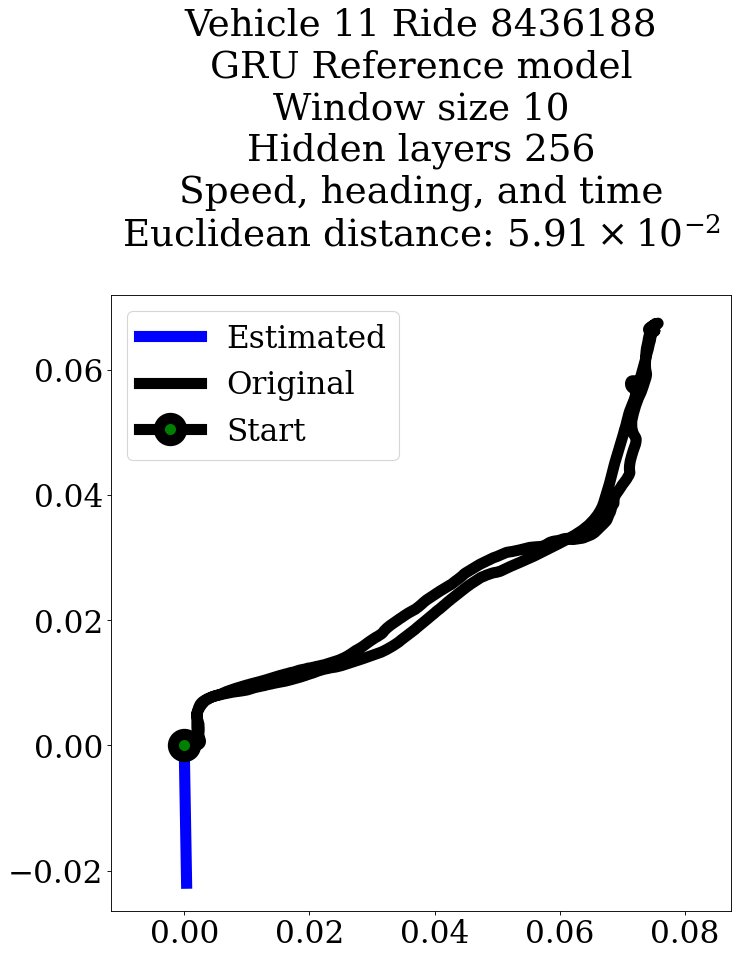 Vehicle 11 Ride 8436188
GRU Reference model
Window size 10
Hidden layers 256
Speed, heading, and time
Euclidean distance: 5.91 × 10⁻²
Estimated
Original
Start
0.06
0.04
0.02
0.00
−0.02
0.00 0.02 0.04 0.06 0.08